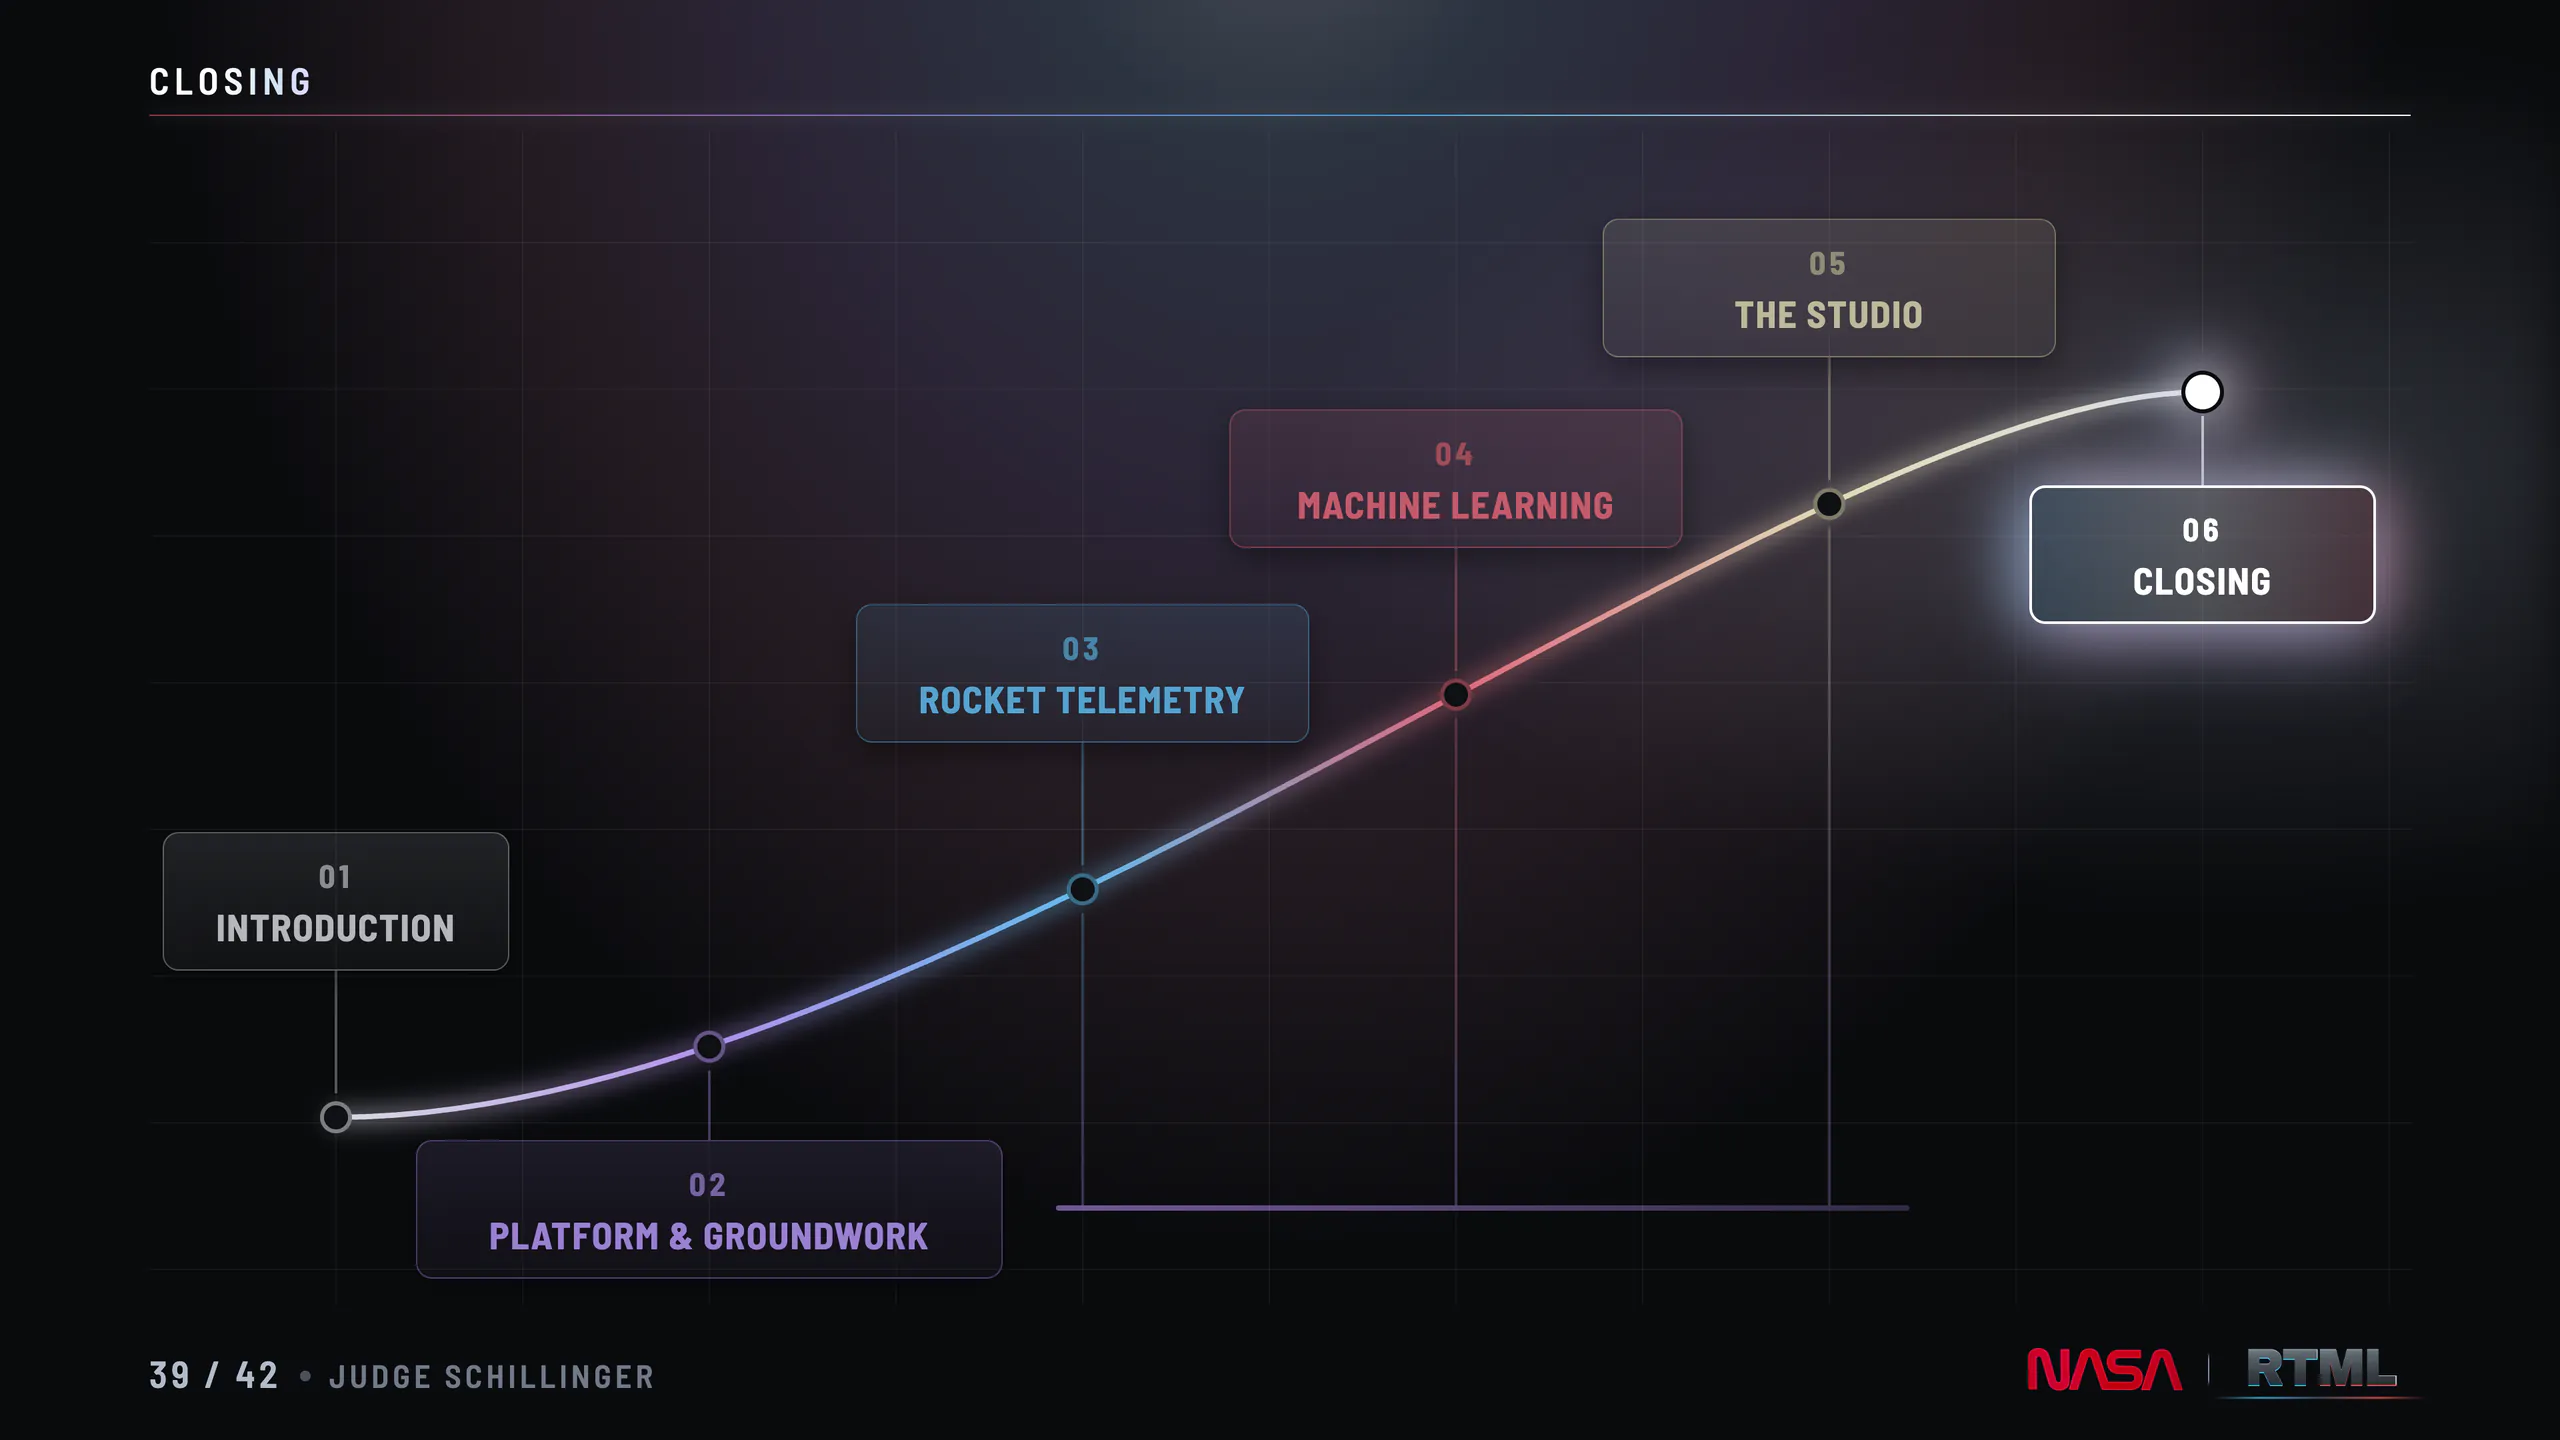 CLOSING
05
THE STUDIO
04
MACHINE LEARNING
06
CLOSING
03
ROCKET TELEMETRY
01
INTRODUCTION
02
PLATFORM & GROUNDWORK
39 / 42 • JUDGE SCHILLINGER
NASA
RTML